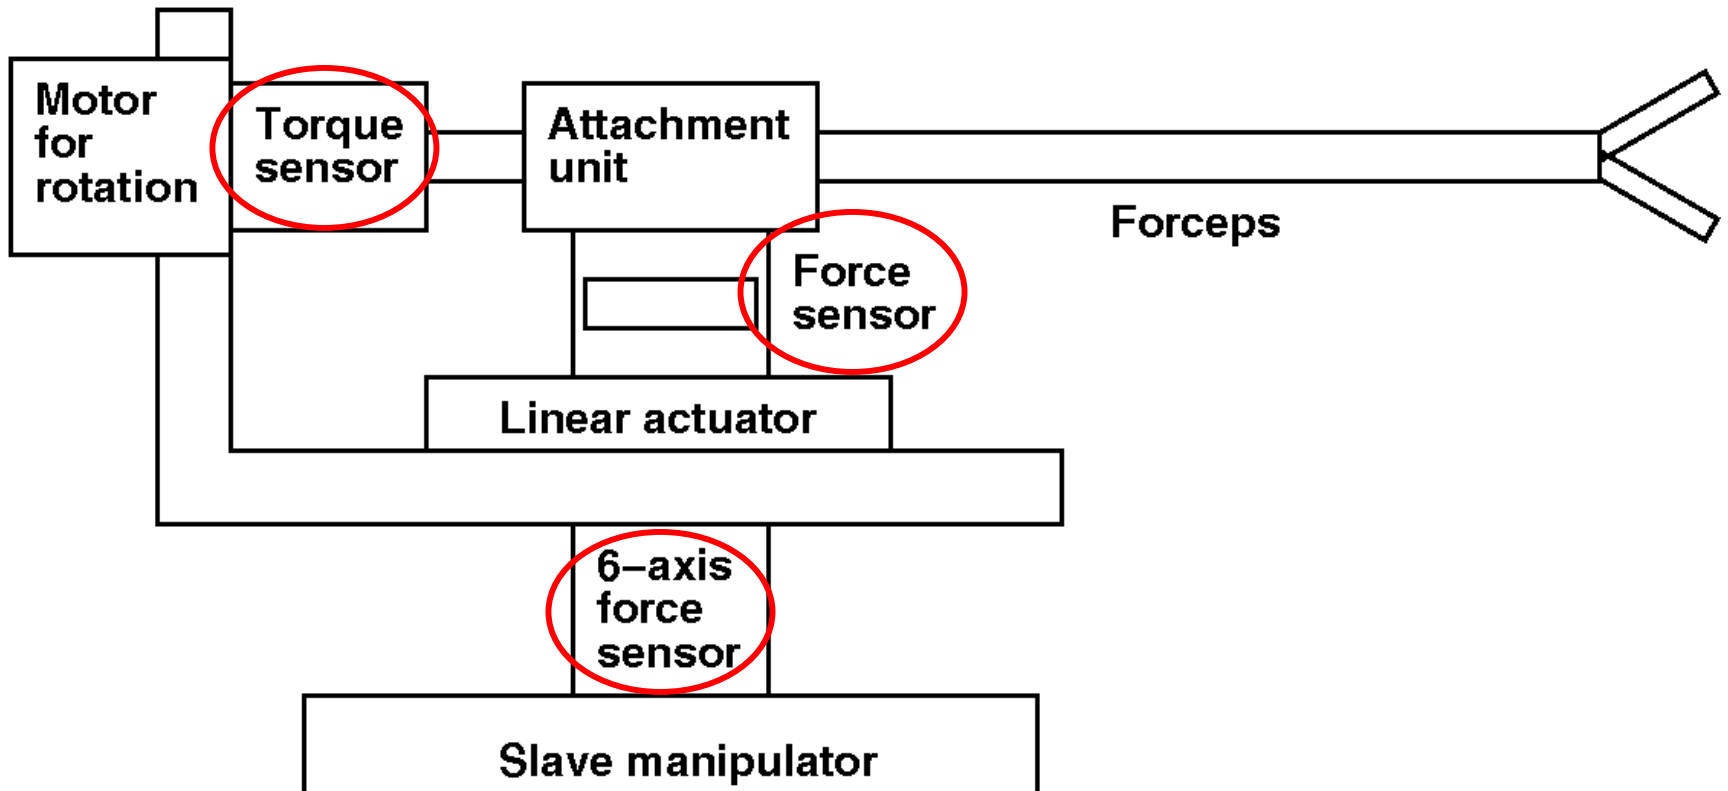 Motor
for
rotation
Torque
sensor
Attachment
unit
Forceps
Force
sensor
Linear actuator
6−axis
force
sensor
Slave manipulator